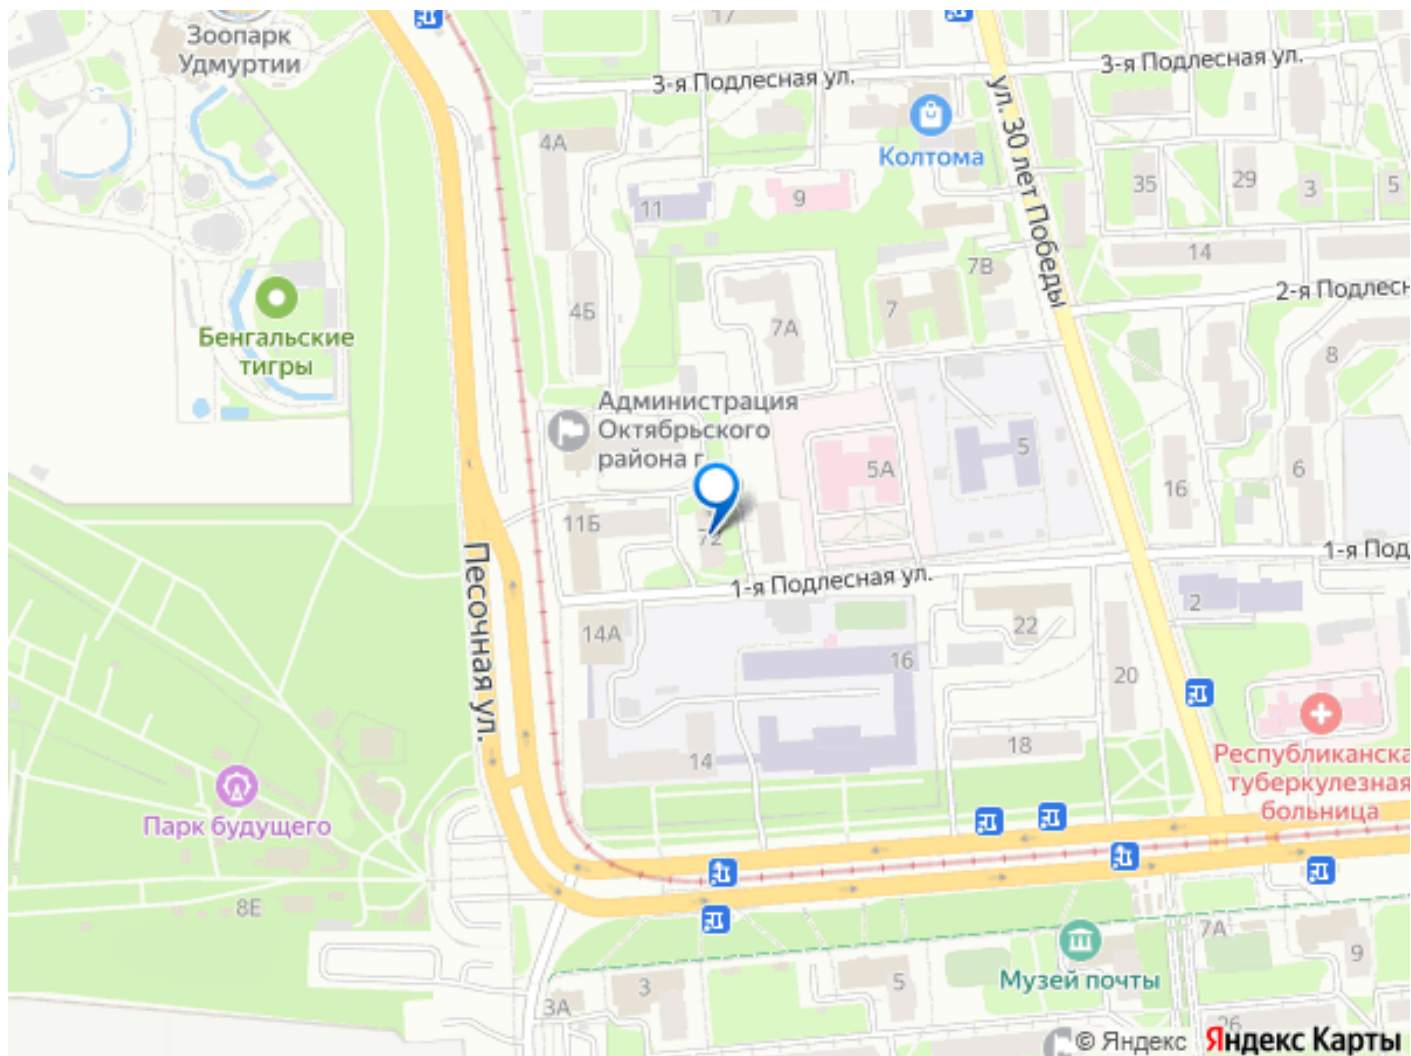 17
Зоопарк
Удмуртии
3-я Подлесная ул.
3-я Подлесная ул.
ул. 30 лет Победы
4А
Колтома
35
29
3
5
11
9
14
7В
2-я Подлесн
4Б
7
7А
Бенгальские
тигры
8
Администрация
Октябрьского
района г.
5А
5
6
16
11Б
72
Песочная ул.
1-я Подлесная ул.
1-я Под
2
14А
22
16
20
18
14
Республиканска
туберкулезная
больница
Парк будущего
8Е
7А
9
Музей почты
5
3
3А
26
© Яндекс Яндекс Карты